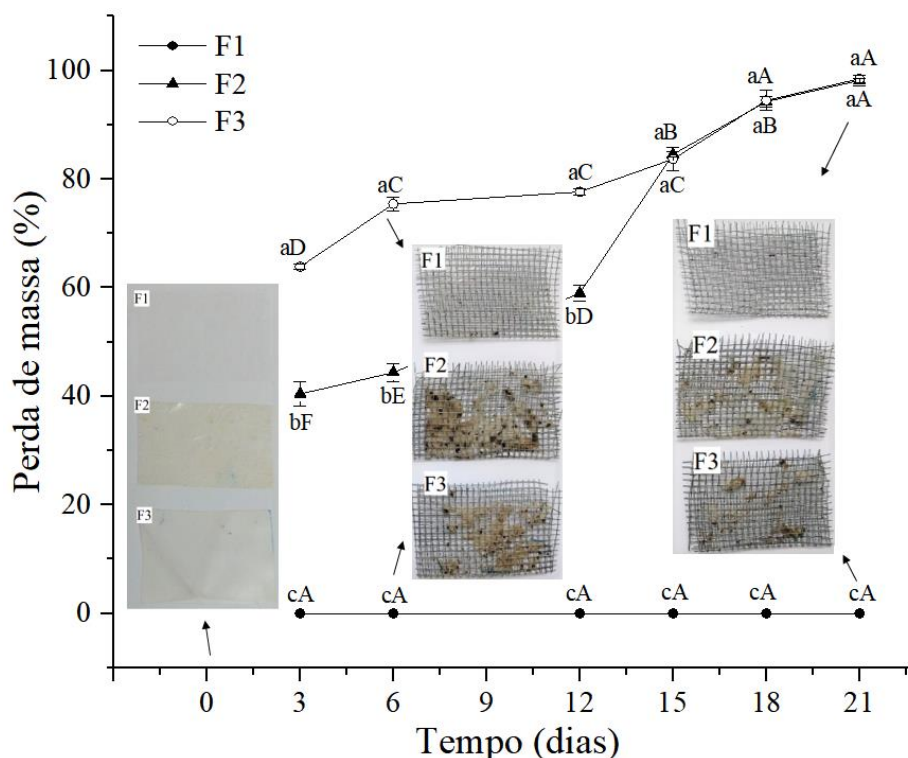 F1
F2
F3
Perda de massa (%)
100
80
60
40
20
0
aD
aC
aC
aB
aC
aA
aB
aA
aA
bF
bE
bD
cA
cA
cA
cA
cA
cA
F1
F2
F3
F1
F2
F3
F1
F2
F3
0
3
6
9
12
15
18
21
Tempo (dias)